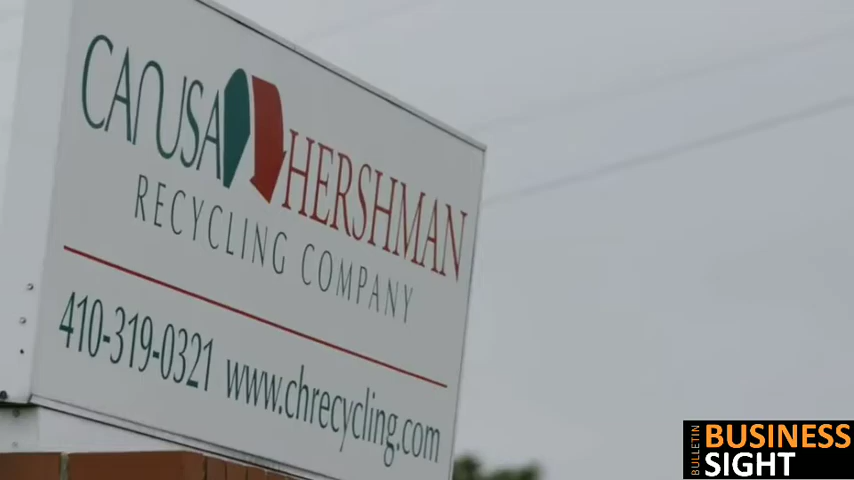 CANUSA HERSHMAN
RECYCLING COMPANY
410-319-0321 www.chrecycling.com
BULLETIN
BUSINESS
SIGHT